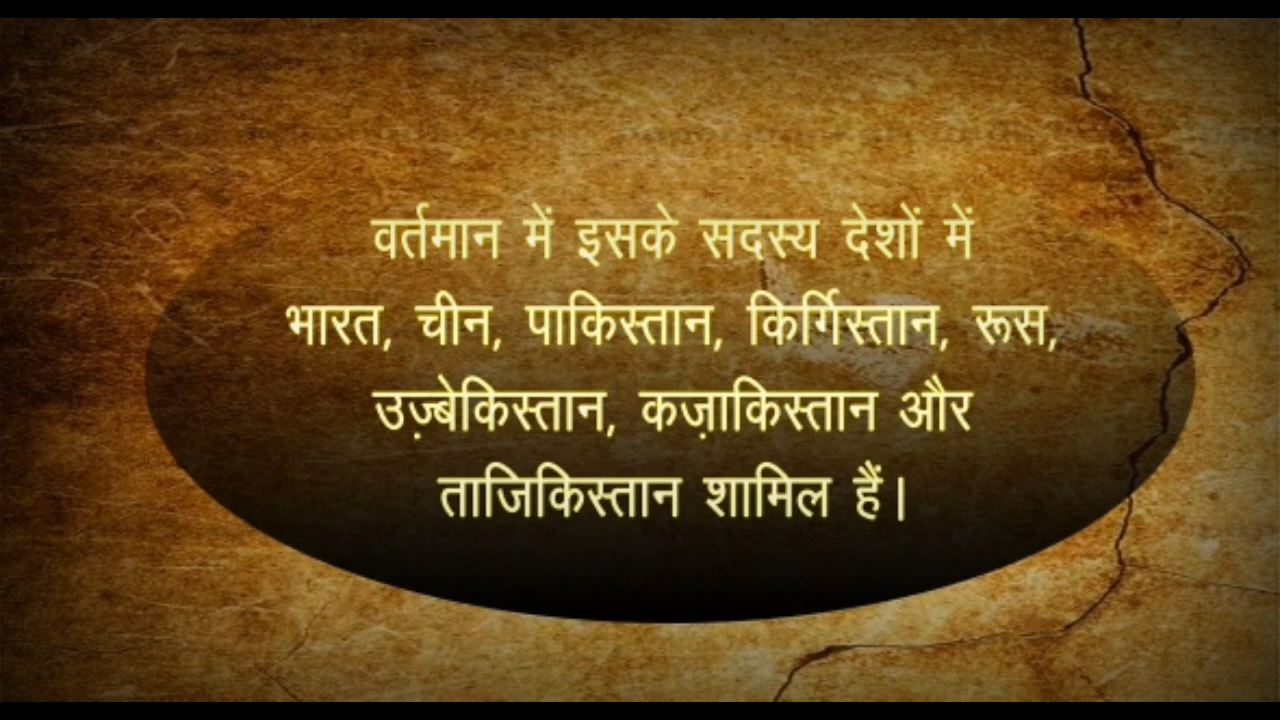 वर्तमान में इसके सदस्य देशों में
भारत, चीन, पाकिस्तान, किर्गिस्तान, रूस,
उज़्बेकिस्तान, कज़ाकिस्तान और
ताजिकिस्तान शामिल हैं।